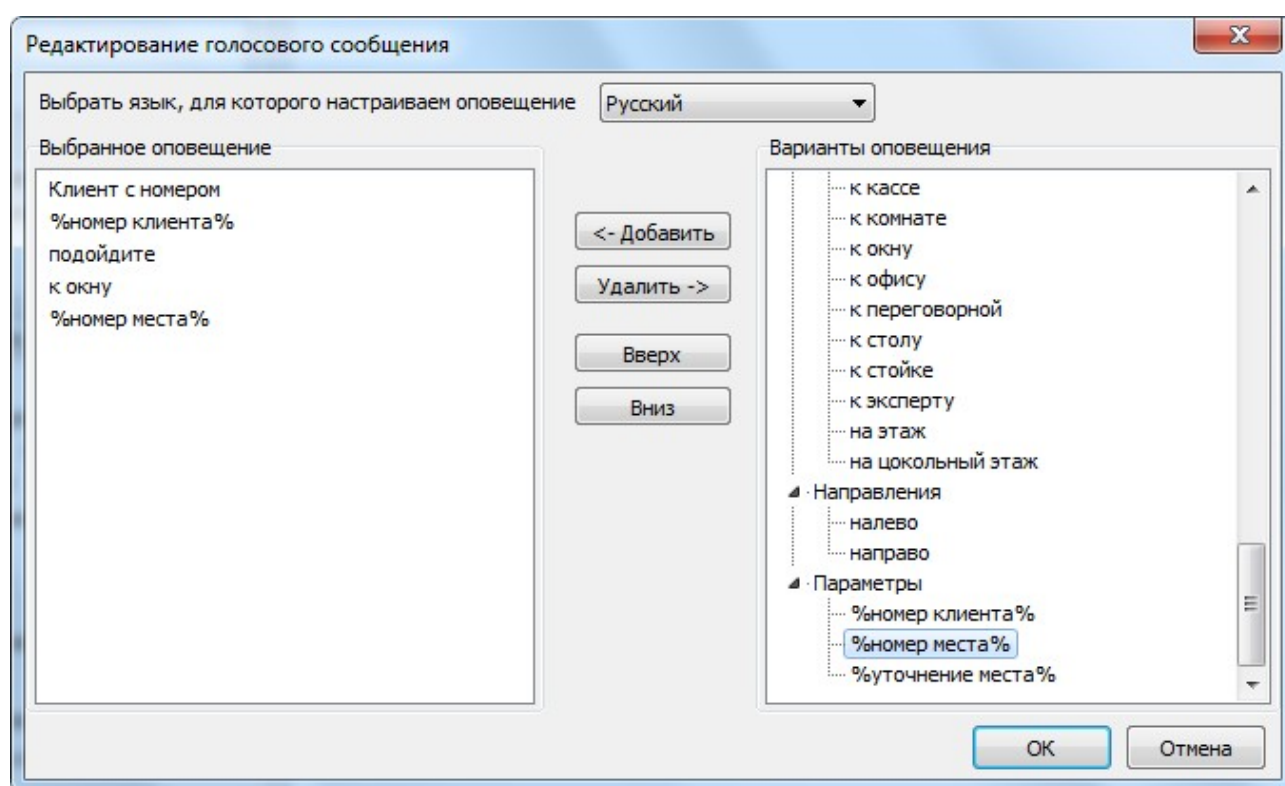 Редактирование голосового сообщения
Выбрать язык, для которого настраиваем оповещение Русский
Выбранное оповещение
Клиент с номером
%номер клиента%
подойдите
к окну
%номер места%
<- Добавить
Удалить ->
Вверх
Вниз
Варианты оповещения
к кассе
к комнате
к окну
к офису
к переговорной
к столу
к стойке
к эксперту
на этаж
на цокольный этаж
Направления
налево
направо
Параметры
%номер клиента%
%номер места%
%уточнение места%
OK Отмена